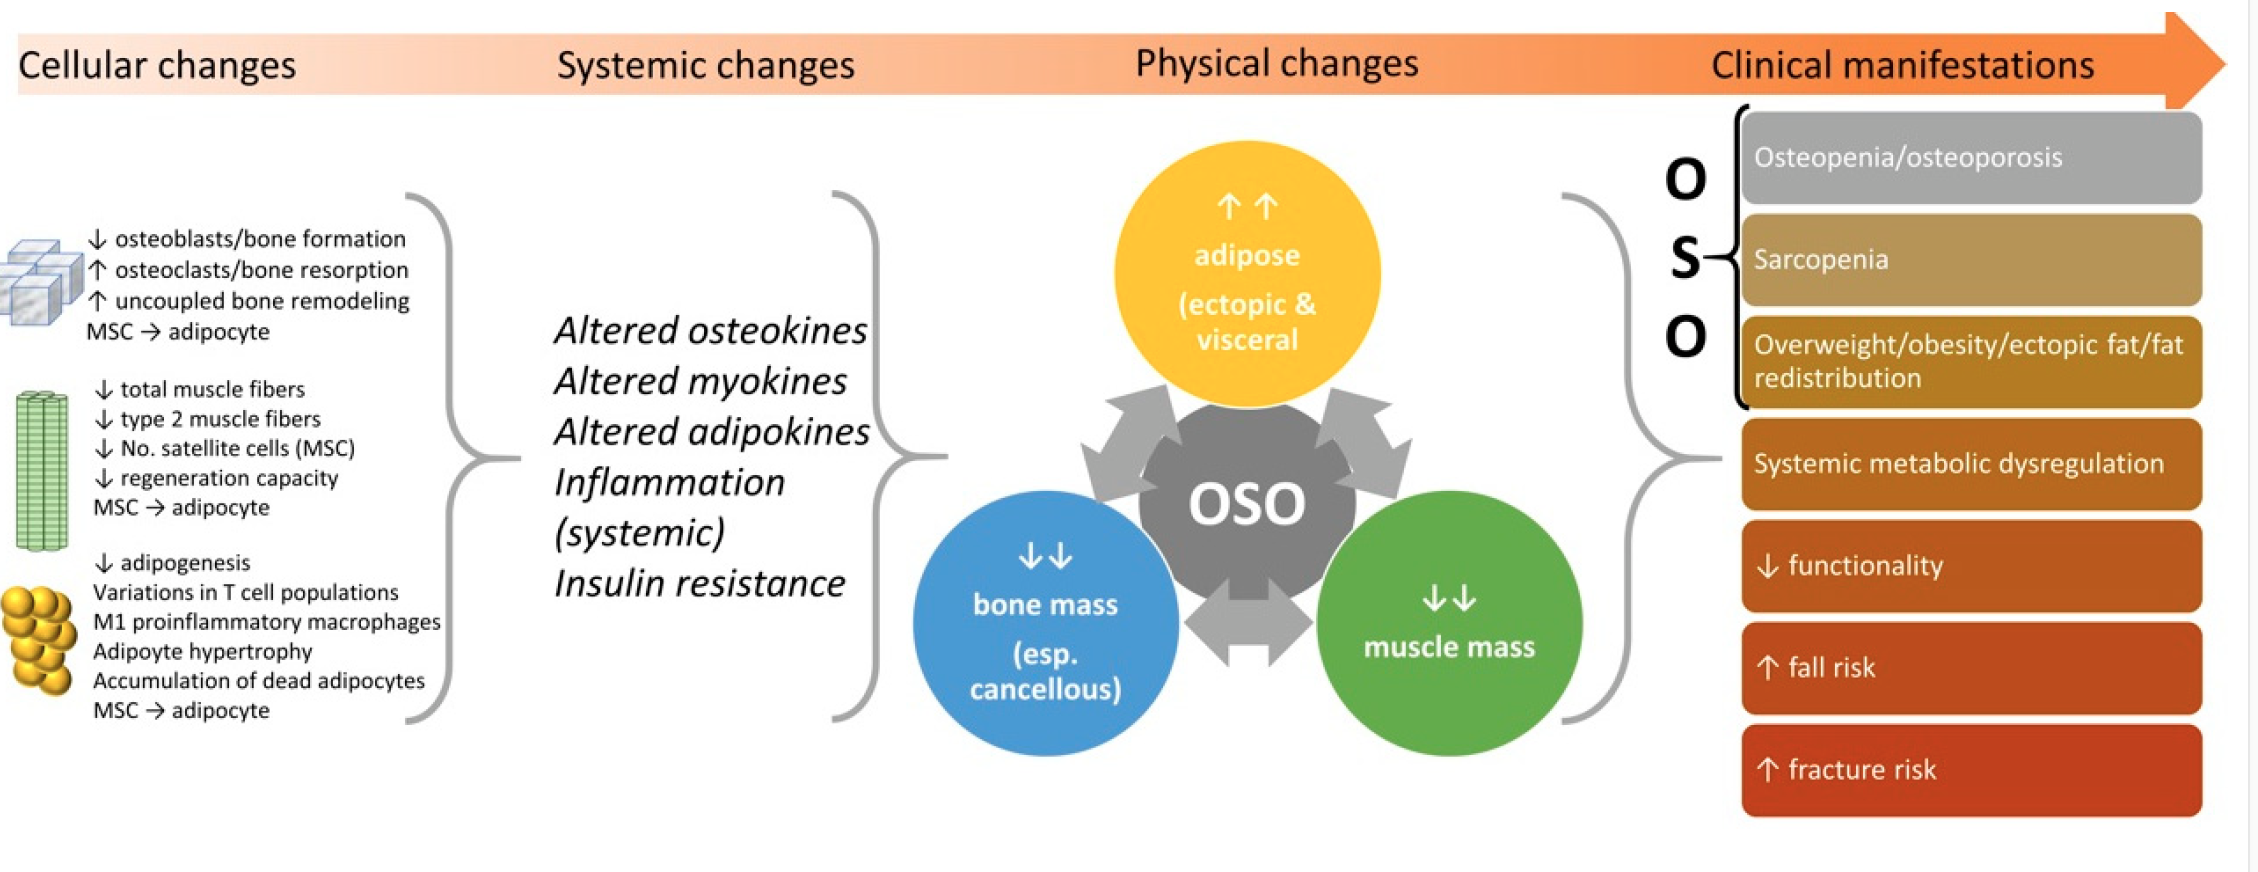 Cellular changes
Systemic changes
Physical changes
Clinical manifestations
↓ osteoblasts/bone formation
↑ osteoclasts/bone resorption
↑ uncoupled bone remodeling
MSC → adipocyte
↓ total muscle fibers
↓ type 2 muscle fibers
↓ No. satellite cells (MSC)
↓ regeneration capacity
MSC → adipocyte
↓ adipogenesis
Variations in T cell populations
M1 proinflammatory macrophages
Adipoyte hypertrophy
Accumulation of dead adipocytes
MSC → adipocyte
Altered osteokines
Altered myokines
Altered adipokines
Inflammation
(systemic)
Insulin resistance
↑ ↑
adipose
(ectopic &
visceral
OSO
↓↓
bone mass
(esp.
cancellous)
↓↓
muscle mass
O
S
O
Osteopenia/osteoporosis
Sarcopenia
Overweight/obesity/ectopic fat/fat
redistribution
Systemic metabolic dysregulation
↓ functionality
↑ fall risk
↑ fracture risk